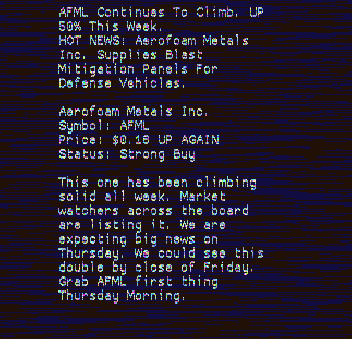 AFML Continues To Climb. UP
50% This Week.
HOT NEWS: Aerofoam Metals
Inc. Supplies Blast
Mitigation Panels For
Defense Vehicles.
Aerofoam Metals Inc.
Symbol: AFML
Price: $0.18 UP AGAIN
Status: Strong Buy
This one has been climbing
solid all week. Market
watchers across the board
are listing it. We are
expecting big news on
Thursday. We could see this
double by close of Friday.
Grab AFML first thing
Thursday Morning.